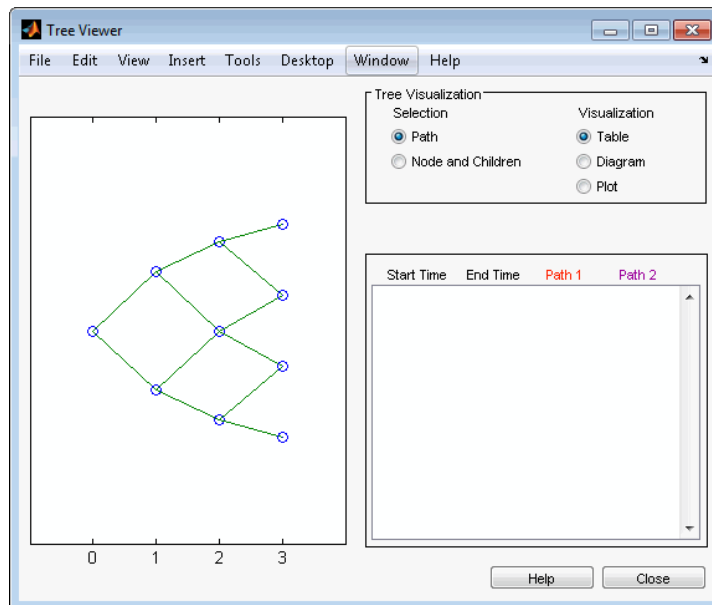 Tree Viewer
File Edit View Insert Tools Desktop Window Help
Tree Visualization
Selection Visualization
Path Table
Node and Children Diagram
Plot
Start Time End Time Path 1 Path 2
0 1 2 3
Help Close